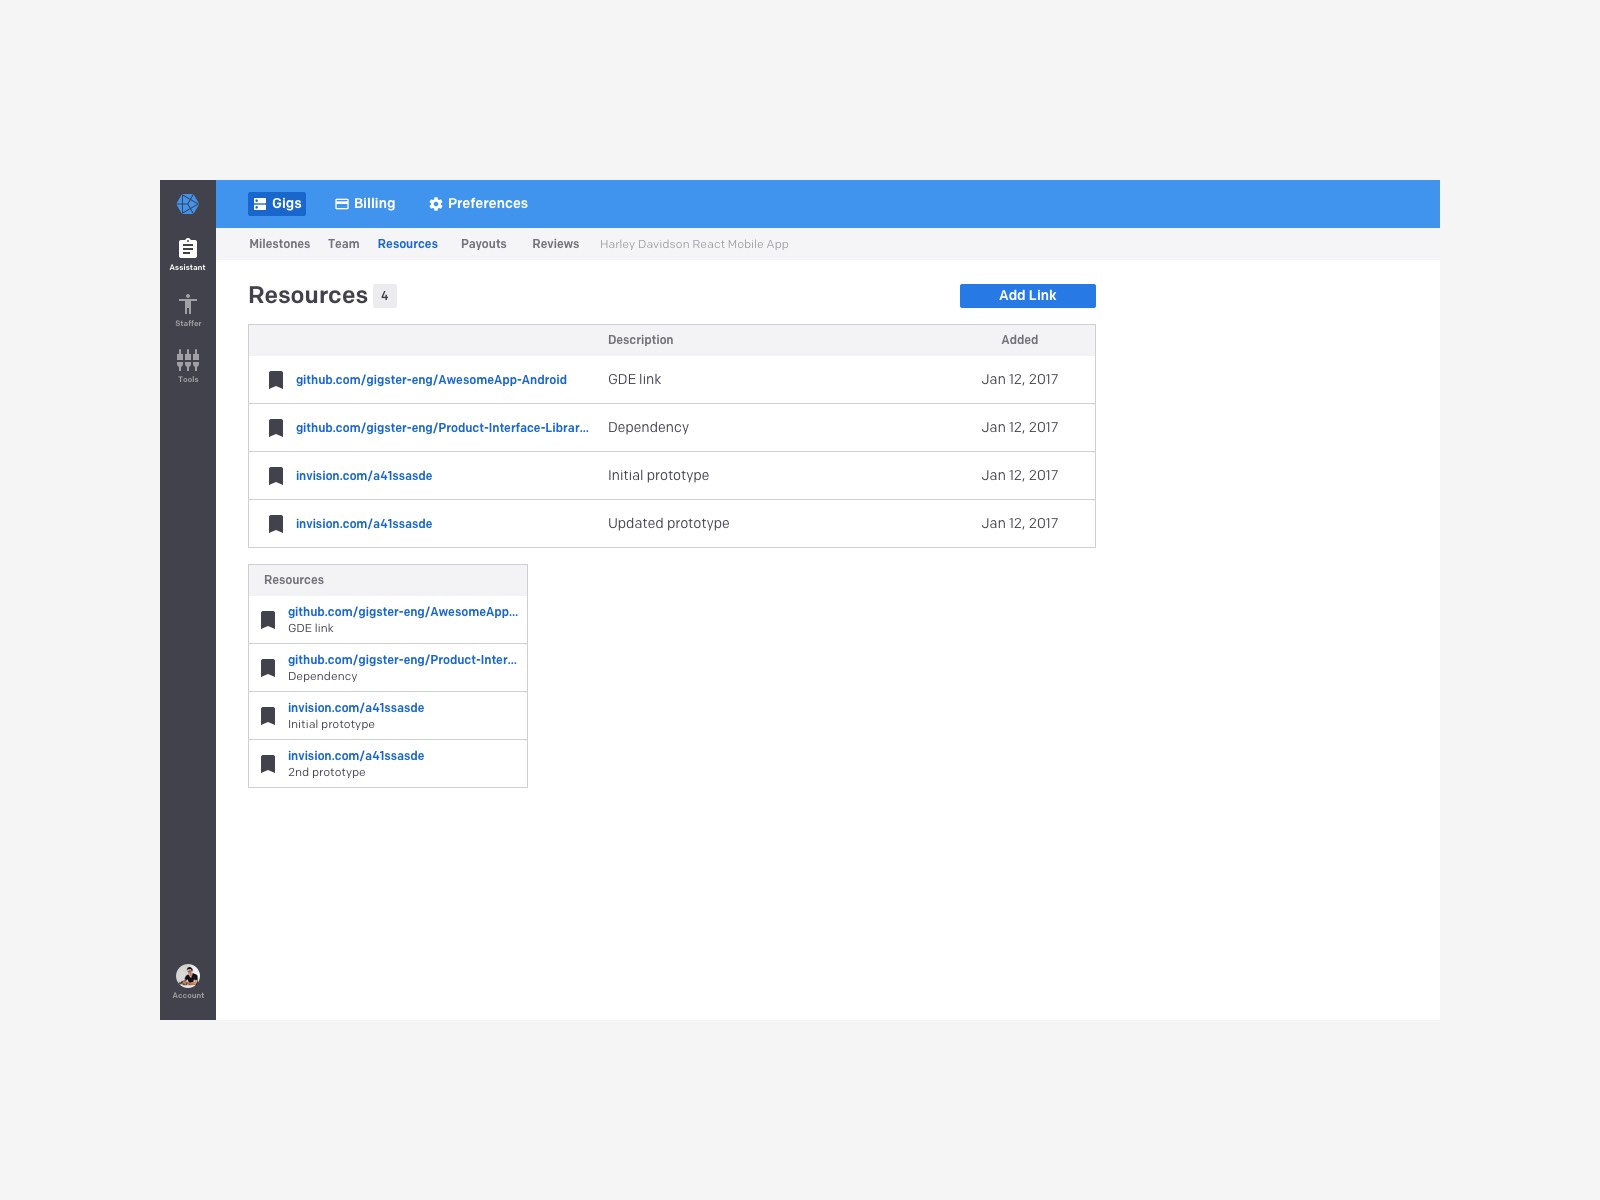 Gigs Billing Preferences
Milestones Team Resources Payouts Reviews Harley Davidson React Mobile App
Assistant
Staffer
Tools
Account
Resources 4 Add Link
Description Added
github.com/gigster-eng/AwesomeApp-Android GDE link Jan 12, 2017
github.com/gigster-eng/Product-Interface-Librar... Dependency Jan 12, 2017
invision.com/a41ssasde Initial prototype Jan 12, 2017
invision.com/a41ssasde Updated prototype Jan 12, 2017
Resources
github.com/gigster-eng/AwesomeApp...
GDE link
github.com/gigster-eng/Product-Inter...
Dependency
invision.com/a41ssasde
Initial prototype
invision.com/a41ssasde
2nd prototype